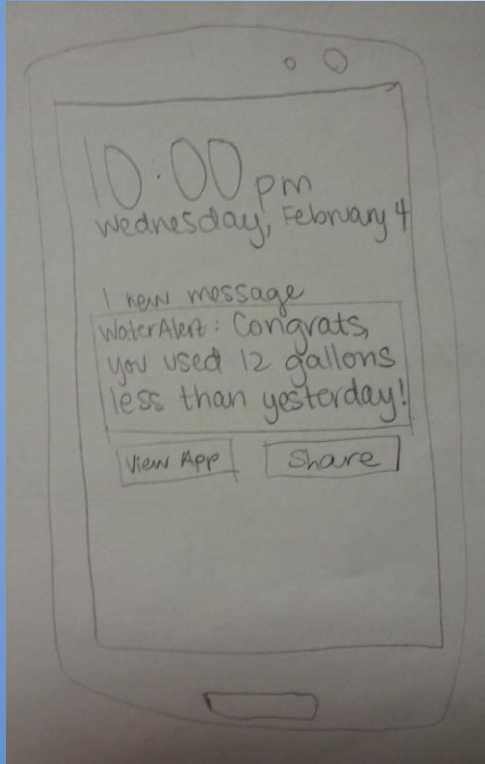 10:00 pm
Wednesday, February 4
1 new message
WaterAlert: Congrats,
you used 12 gallons
less than yesterday!
View App Share